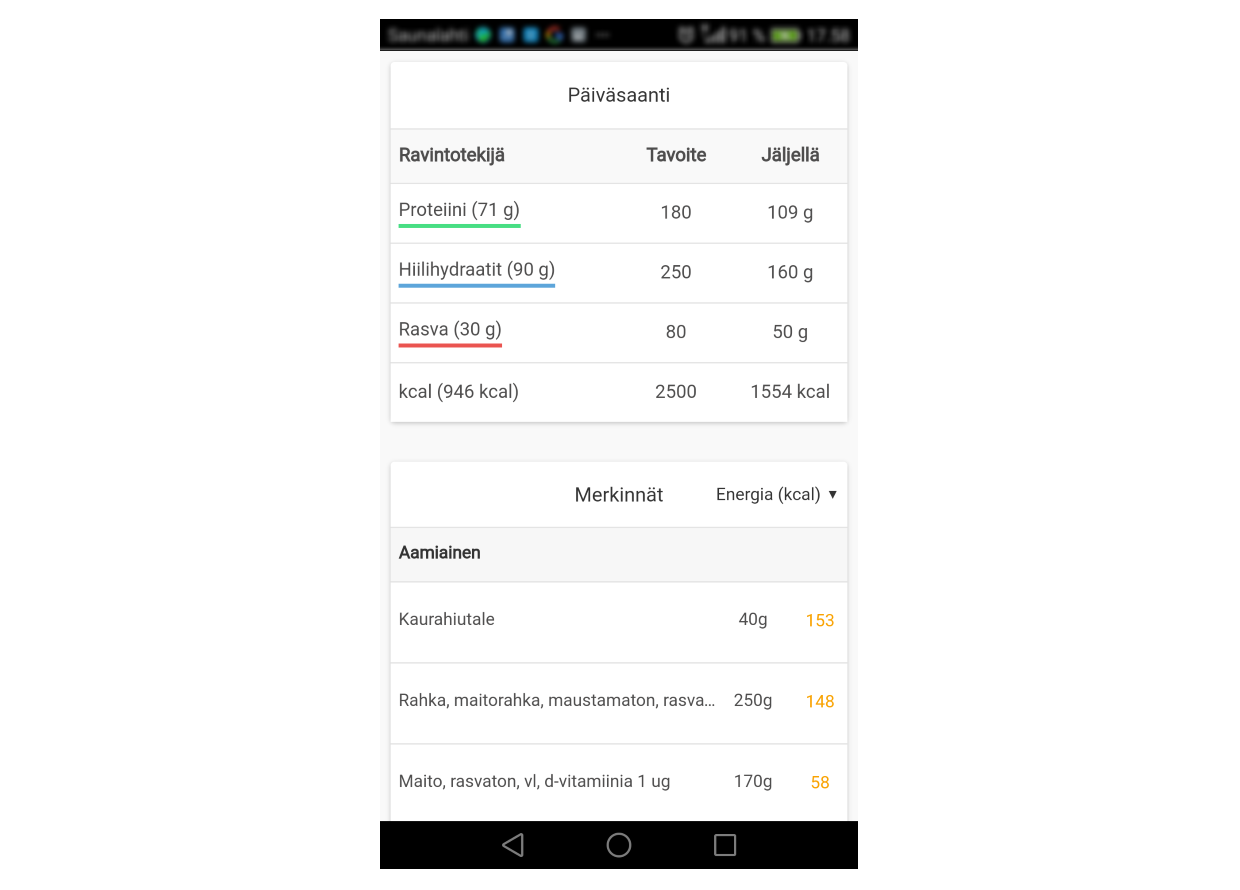 Saunalahti 91 % 17.58
Päiväsaanti
Ravintotekijä Tavoite Jäljellä
Proteiini (71 g) 180 109 g
Hiilihydraatit (90 g) 250 160 g
Rasva (30 g) 80 50 g
kcal (946 kcal) 2500 1554 kcal
Merkinnät Energia (kcal) ▼
Aamiainen
Kaurahiutale 40g 153
Rahka, maitorahka, maustamaton, rasva... 250g 148
Maito, rasvaton, vl, d-vitamiinia 1 ug 170g 58